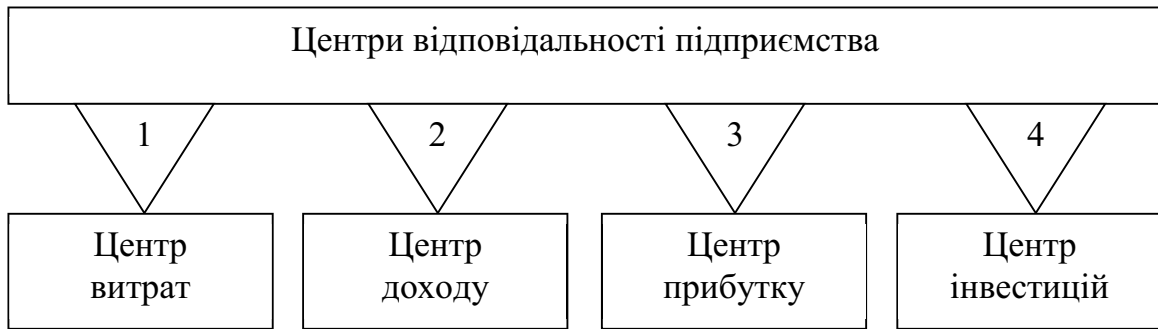 Центри відповідальності підприємства
1
2
3
4
Центр
витрат
Центр
доходу
Центр
прибутку
Центр
інвестицій